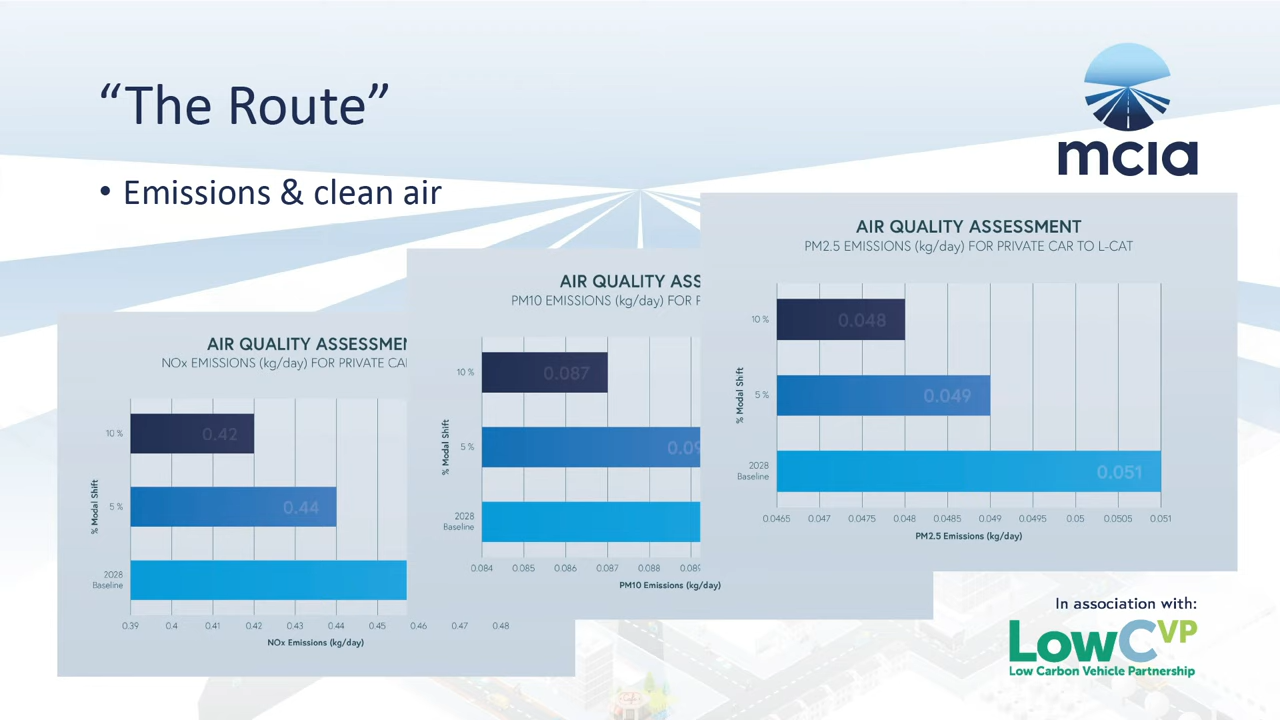 “The Route”
• Emissions & clean air
mcia
AIR QUALITY ASSESSMEN
NOx EMISSIONS (kg/day) FOR PRIVATE CAR
% Modal Shift
10 %
0.42
5 %
0.44
2028
Baseline
0.39 0.4 0.41 0.42 0.43 0.44 0.45 0.46 0.47 0.48
NOx Emissions (kg/day)
AIR QUALITY ASS
PM10 EMISSIONS (kg/day) FOR
% Modal Shift
10 %
0.087
5 %
0.09
2028
Baseline
0.084 0.085 0.086 0.087 0.088 0.089
PM10 Emissions (kg/day)
AIR QUALITY ASSESSMENT
PM2.5 EMISSIONS (kg/day) FOR PRIVATE CAR TO L-CAT
% Modal Shift
10 %
0.048
5 %
0.049
2028
Baseline
0.051
0.0465 0.047 0.0475 0.048 0.0485 0.049 0.0495 0.05 0.0505 0.051
PM2.5 Emissions (kg/day)
In association with:
LowCVP
Low Carbon Vehicle Partnership